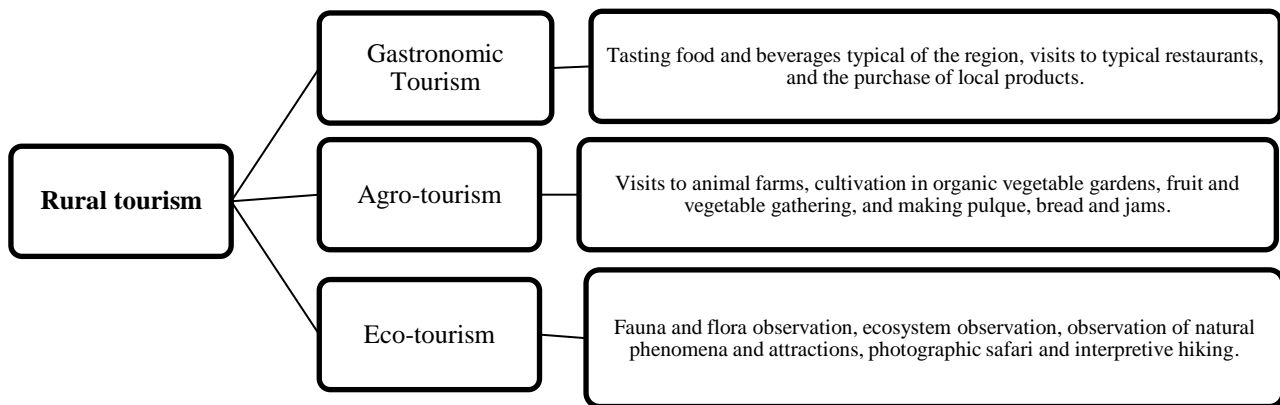 Gastronomic
Tourism
Tasting food and beverages typical of the region, visits to typical restaurants,
and the purchase of local products.
Rural tourism
Agro-tourism
Visits to animal farms, cultivation in organic vegetable gardens, fruit and
vegetable gathering, and making pulque, bread and jams.
Eco-tourism
Fauna and flora observation, ecosystem observation, observation of natural
phenomena and attractions, photographic safari and interpretive hiking.